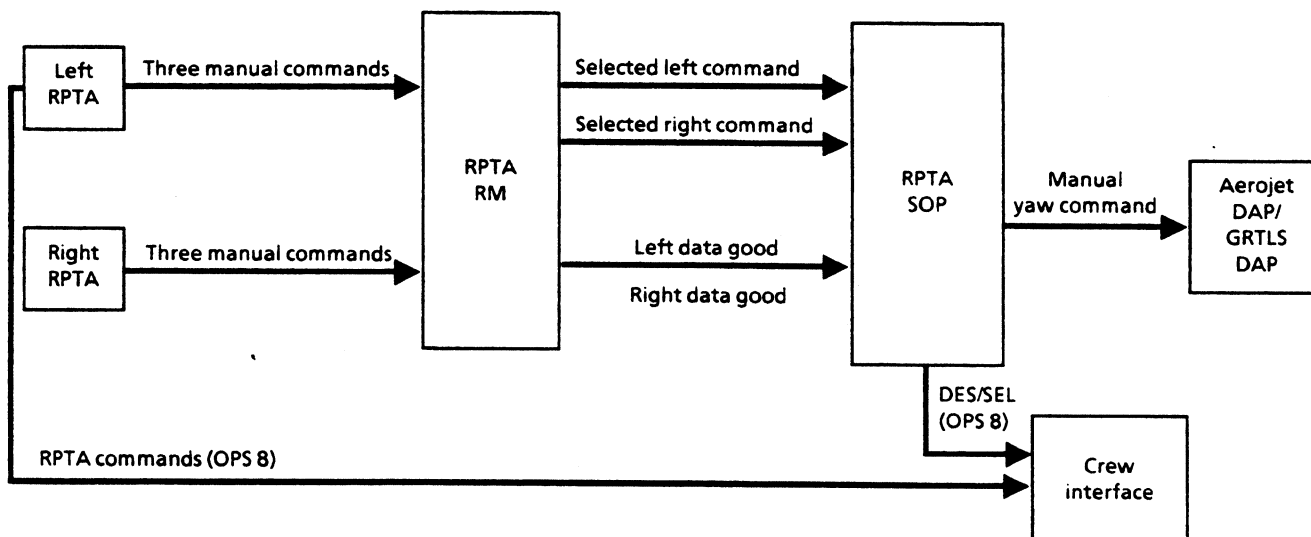 Left
RPTA
Three manual commands
RPTA
RM
Selected left command
Selected right command
RPTA
SOP
Manual
yaw command
Aerojet
DAP/
GRTLS
DAP
Right
RPTA
Three manual commands
Left data good
Right data good
DES/SEL
(OPS 8)
RPTA commands (OPS 8)
Crew
interface